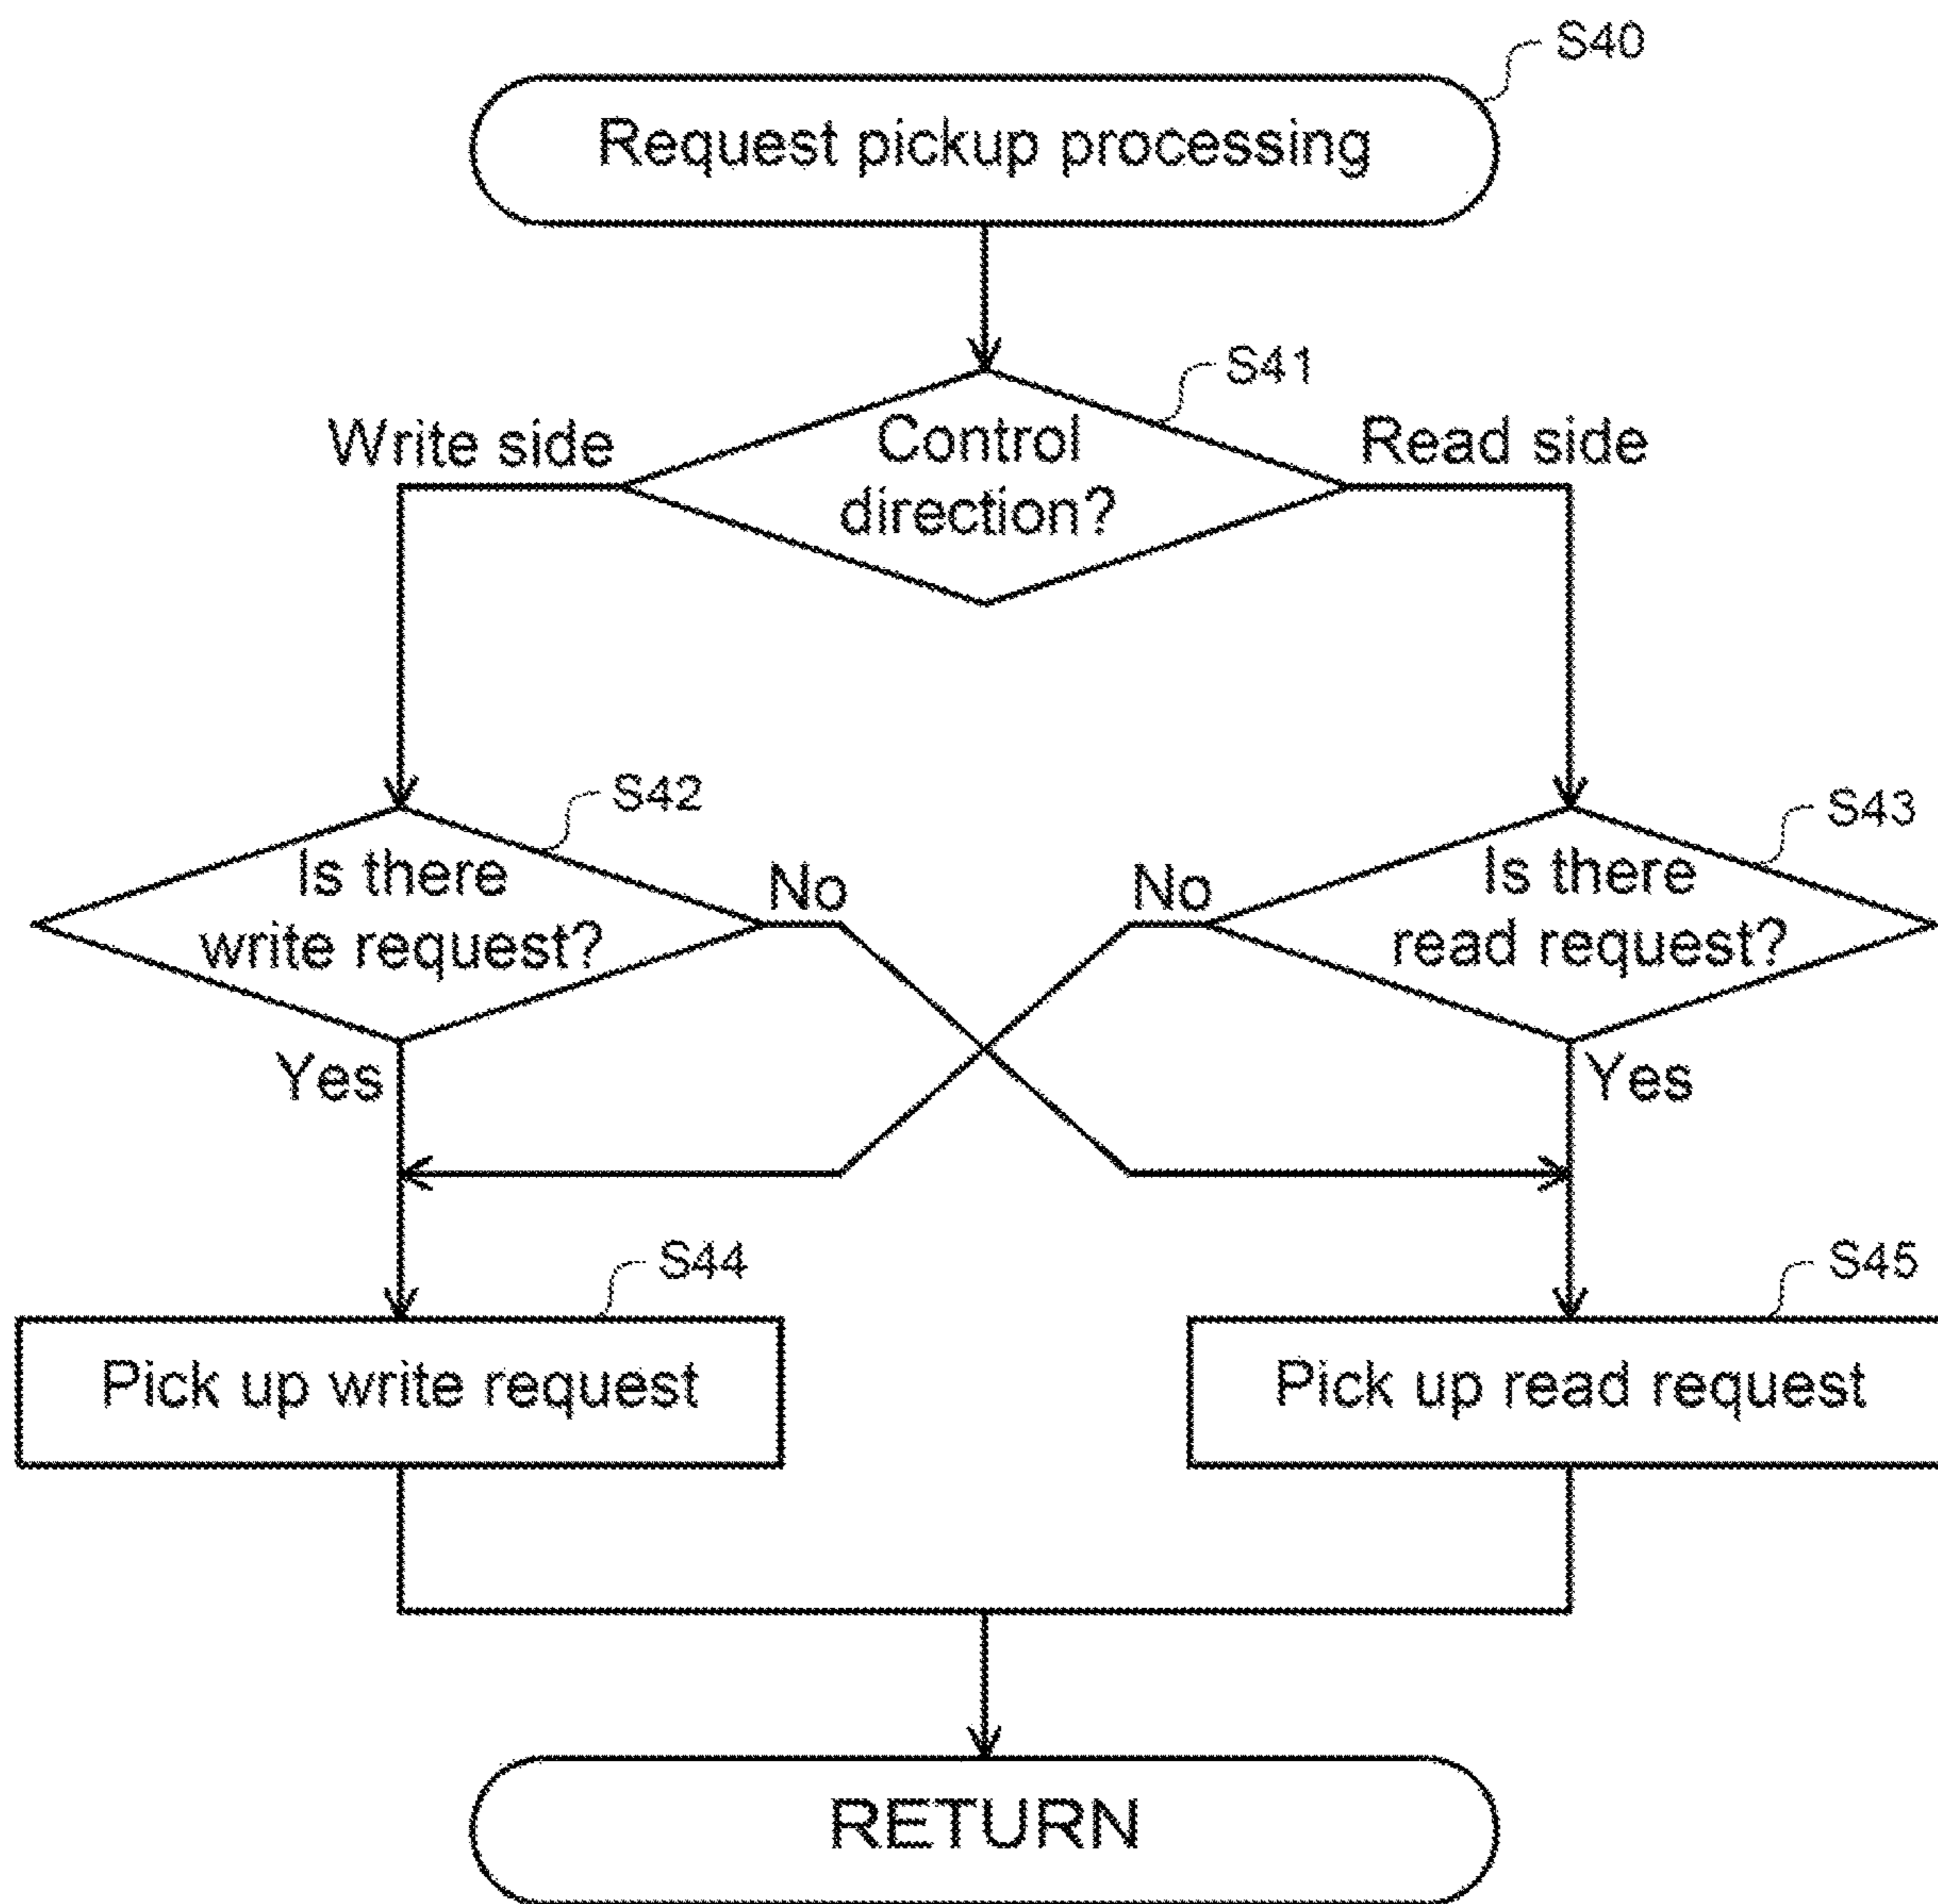 S40
Request pickup processing
S41
Write side
Control
direction?
Read side
S42
S43
Is there
write request?
No
No
Is there
read request?
Yes
Yes
S44
S45
Pick up write request
Pick up read request
RETURN